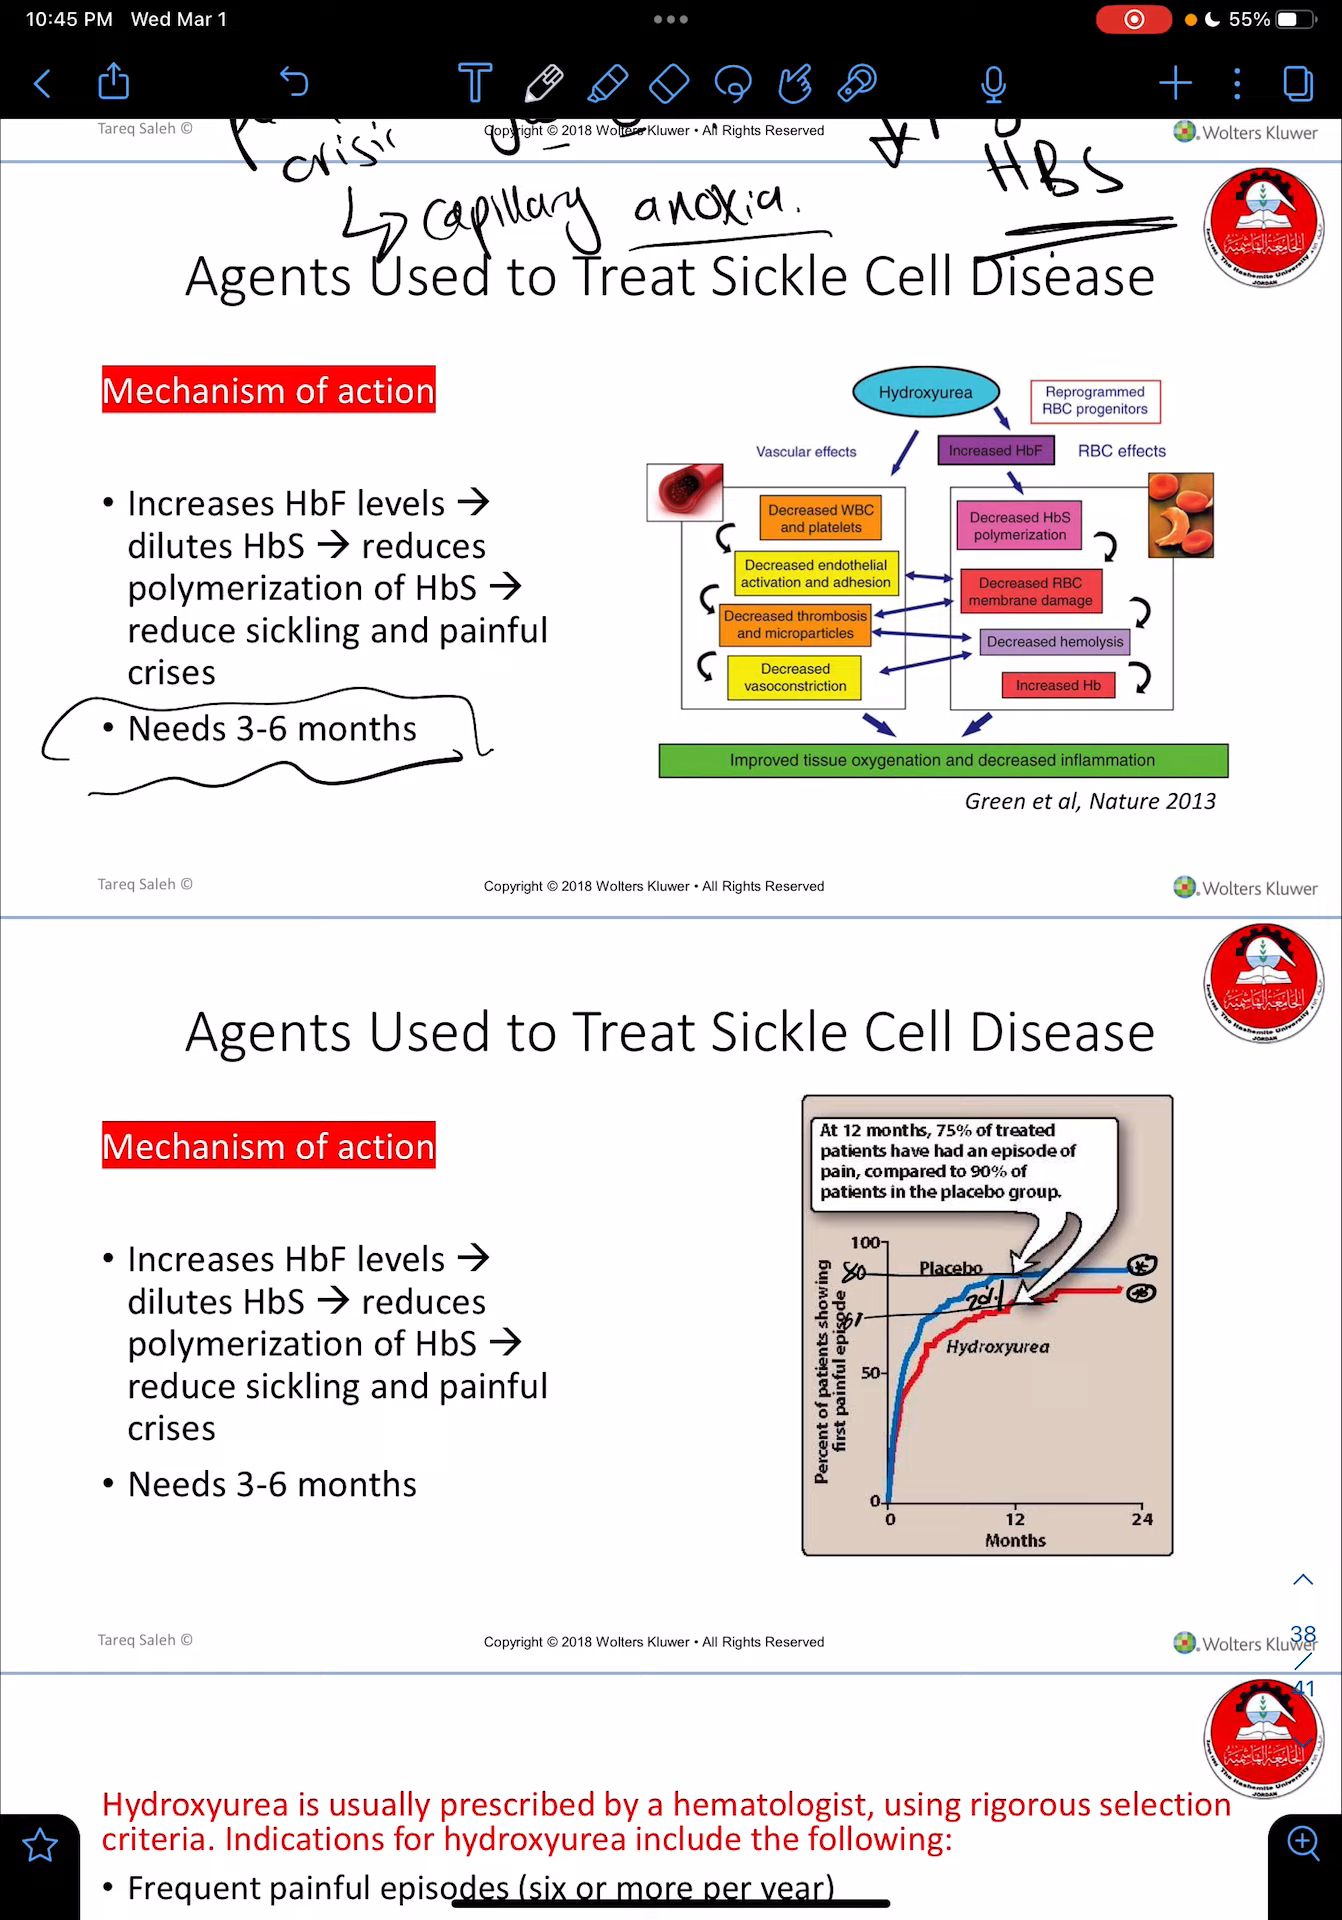 10:45 PM Wed Mar 1
55%
Tareq Saleh ©
Copyright © 2018 Wolters Kluwer • All Rights Reserved
Wolters Kluwer
crisis
HBS
↳ capillary anoxia.
Agents Used to Treat Sickle Cell Disease
Mechanism of action
• Increases HbF levels →
dilutes HbS → reduces
polymerization of HbS →
reduce sickling and painful
crises
• Needs 3-6 months
Hydroxyurea
Reprogrammed
RBC progenitors
Vascular effects
Increased HbF
RBC effects
Decreased WBC
and platelets
Decreased endothelial
activation and adhesion
Decreased thrombosis
and microparticles
Decreased
vasoconstriction
Decreased HbS
polymerization
Decreased RBC
membrane damage
Decreased hemolysis
Increased Hb
Improved tissue oxygenation and decreased inflammation
Green et al, Nature 2013
Tareq Saleh ©
Copyright © 2018 Wolters Kluwer • All Rights Reserved
Wolters Kluwer
Agents Used to Treat Sickle Cell Disease
Mechanism of action
• Increases HbF levels →
dilutes HbS → reduces
polymerization of HbS →
reduce sickling and painful
crises
• Needs 3-6 months
At 12 months, 75% of treated
patients have had an episode of
pain, compared to 90% of
patients in the placebo group.
Percent of patients showing
first painful episode
100
80
50
0
Placebo
20%
Hydroxyurea
0 12 24
Months
Tareq Saleh ©
Copyright © 2018 Wolters Kluwer • All Rights Reserved
Wolters Kluwer
38
/
41
Hydroxyurea is usually prescribed by a hematologist, using rigorous selection
criteria. Indications for hydroxyurea include the following:
• Frequent painful episodes (six or more per year)